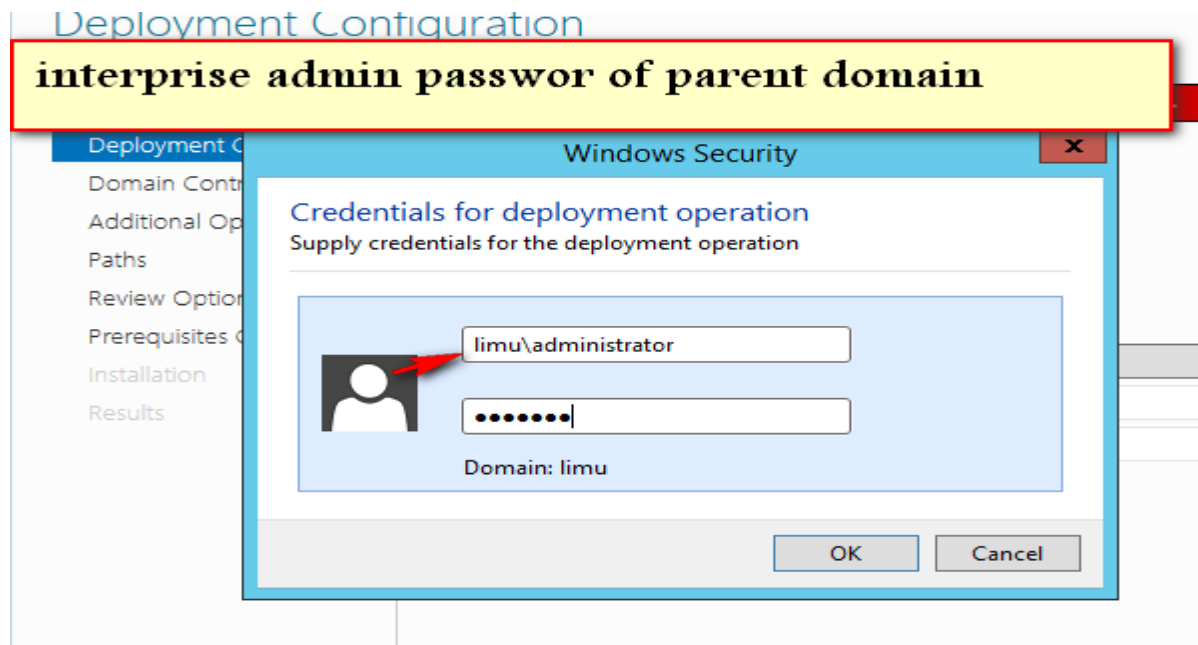 Deployment Configuration
interprise admin passwor of parent domain
Deployment C
Windows Security
x
Domain Contr
Credentials for deployment operation
Additional Op
Supply credentials for the deployment operation
Paths
Review Option
Prerequisites
limu\administrator
Installation
Results
Domain: limu
OK
Cancel